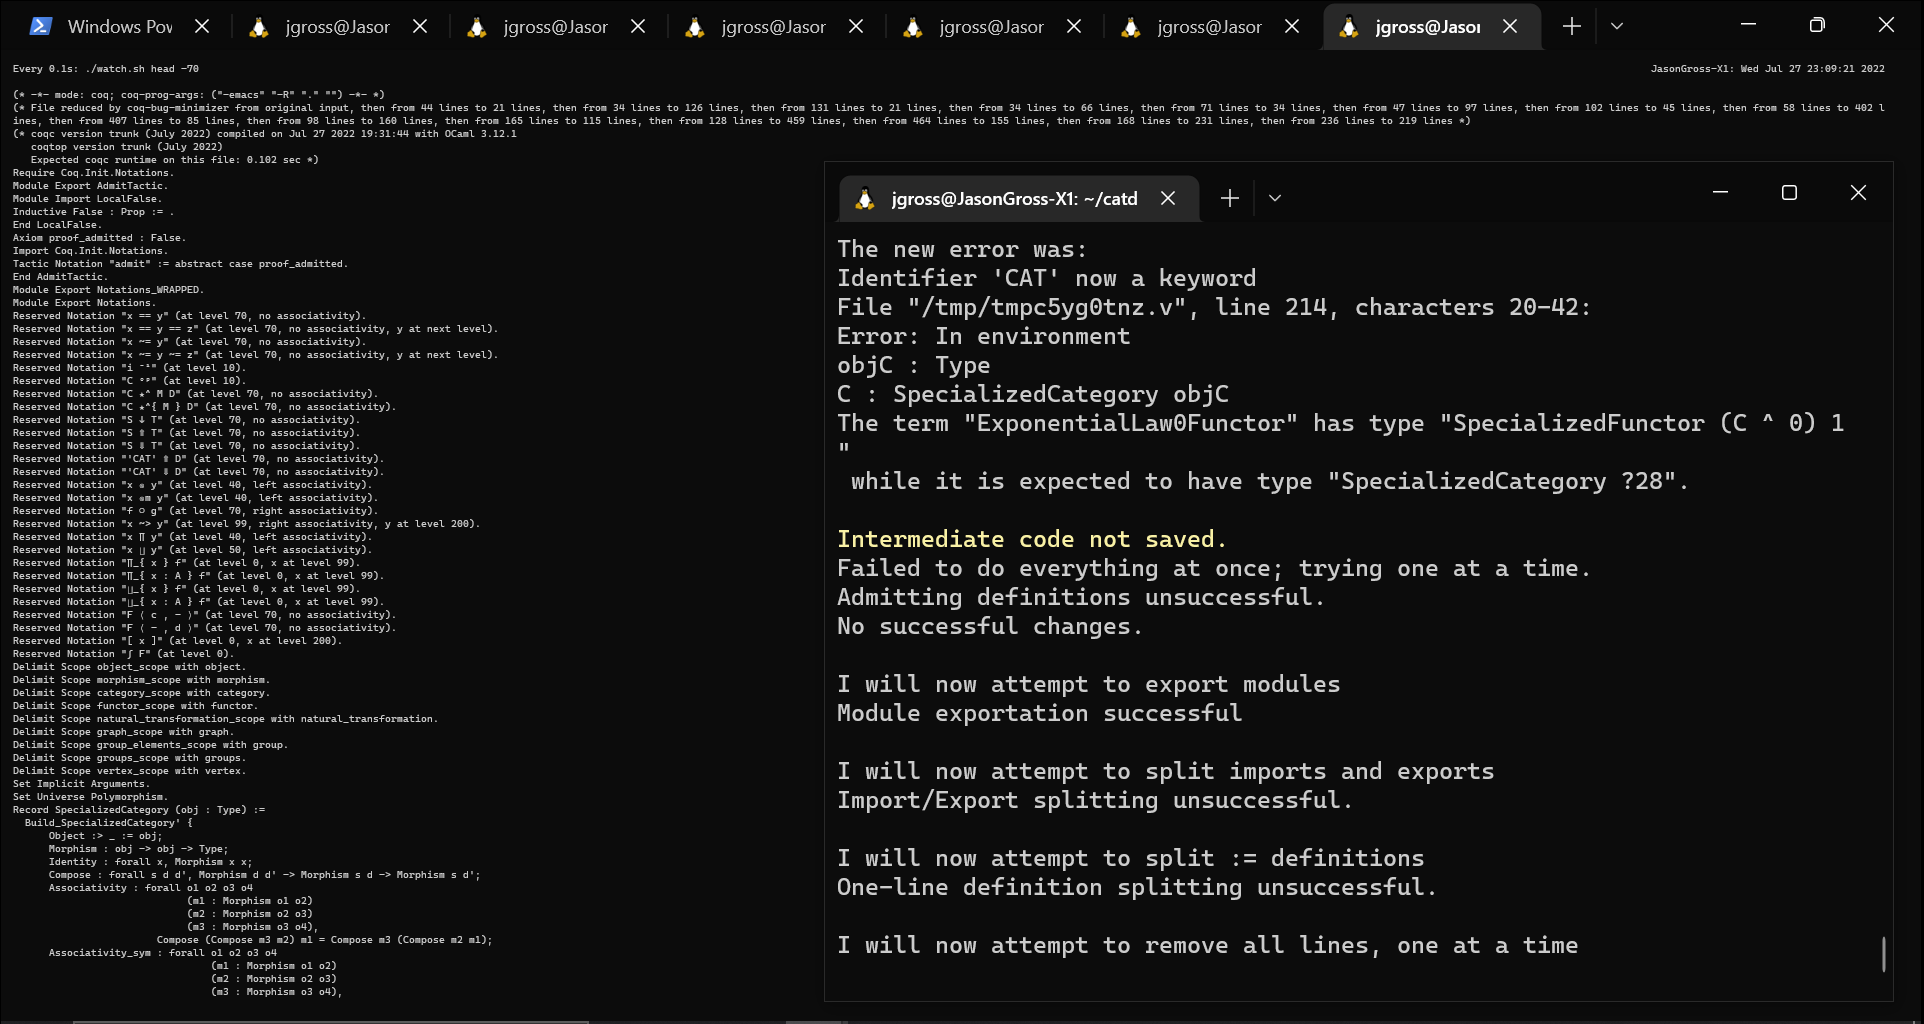 Windows Pov
jgross@Jasor
jgross@Jasor
jgross@Jasor
jgross@Jasor
jgross@Jasor
jgross@Jasor
Every 0.1s: ./watch.sh head -70
JasonGross-X1: Wed Jul 27 23:09:21 2022
(* -*- mode: coq; coq-prog-args: ("-emacs" "-R" "." "") -*- *)
(* File reduced by coq-bug-minimizer from original input, then from 44 lines to 21 lines, then from 34 lines to 126 lines, then from 131 lines to 21 lines, then from 34 lines to 66 lines, then from 71 lines to 34 lines, then from 47 lines to 97 lines, then from 102 lines to 45 lines, then from 58 lines to 402 l
ines, then from 407 lines to 85 lines, then from 98 lines to 160 lines, then from 165 lines to 115 lines, then from 128 lines to 459 lines, then from 464 lines to 155 lines, then from 168 lines to 231 lines, then from 236 lines to 219 lines *)
(* coqc version trunk (July 2022) compiled on Jul 27 2022 19:31:44 with OCaml 3.12.1
coqtop version trunk (July 2022)
Expected coqc runtime on this file: 0.102 sec *)
Require Coq.Init.Notations.
Module Export AdmitTactic.
Module Import LocalFalse.
Inductive False : Prop := .
End LocalFalse.
Axiom proof_admitted : False.
Import Coq.Init.Notations.
Tactic Notation "admit" := abstract case proof_admitted.
End AdmitTactic.
Module Export Notations_WRAPPED.
Module Export Notations.
Reserved Notation "x == y" (at level 70, no associativity).
Reserved Notation "x == y == z" (at level 70, no associativity, y at next level).
Reserved Notation "x ~= y" (at level 70, no associativity).
Reserved Notation "x ~= y ~= z" (at level 70, no associativity, y at next level).
Reserved Notation "i ⁻¹" (at level 10).
Reserved Notation "C ᵒᵖ" (at level 10).
Reserved Notation "C ★^ M D" (at level 70, no associativity).
Reserved Notation "C ★^{ M } D" (at level 70, no associativity).
Reserved Notation "S ↓ T" (at level 70, no associativity).
Reserved Notation "S ⇑ T" (at level 70, no associativity).
Reserved Notation "S ⇓ T" (at level 70, no associativity).
Reserved Notation "'CAT' ⇑ D" (at level 70, no associativity).
Reserved Notation "'CAT' ⇓ D" (at level 70, no associativity).
Reserved Notation "x ⊗ y" (at level 40, left associativity).
Reserved Notation "x ⊗m y" (at level 40, left associativity).
Reserved Notation "f ○ g" (at level 70, right associativity).
Reserved Notation "x ~> y" (at level 99, right associativity, y at level 200).
Reserved Notation "x ∏ y" (at level 40, left associativity).
Reserved Notation "x ∐ y" (at level 50, left associativity).
Reserved Notation "∏_{ x } f" (at level 0, x at level 99).
Reserved Notation "∏_{ x : A } f" (at level 0, x at level 99).
Reserved Notation "∐_{ x } f" (at level 0, x at level 99).
Reserved Notation "∐_{ x : A } f" (at level 0, x at level 99).
Reserved Notation "F ⟨ c , - ⟩" (at level 70, no associativity).
Reserved Notation "F ⟨ - , d ⟩" (at level 70, no associativity).
Reserved Notation "[ x ]" (at level 0, x at level 200).
Reserved Notation "∫ F" (at level 0).
Delimit Scope object_scope with object.
Delimit Scope morphism_scope with morphism.
Delimit Scope category_scope with category.
Delimit Scope functor_scope with functor.
Delimit Scope natural_transformation_scope with natural_transformation.
Delimit Scope graph_scope with graph.
Delimit Scope group_elements_scope with group.
Delimit Scope groups_scope with groups.
Delimit Scope vertex_scope with vertex.
Set Implicit Arguments.
Set Universe Polymorphism.
Record SpecializedCategory (obj : Type) :=
Build_SpecializedCategory' {
Object :> _ := obj;
Morphism : obj -> obj -> Type;
Identity : forall x, Morphism x x;
Compose : forall s d d', Morphism d d' -> Morphism s d -> Morphism s d';
Associativity : forall o1 o2 o3 o4
(m1 : Morphism o1 o2)
(m2 : Morphism o2 o3)
(m3 : Morphism o3 o4),
Compose (Compose m3 m2) m1 = Compose m3 (Compose m2 m1);
Associativity_sym : forall o1 o2 o3 o4
(m1 : Morphism o1 o2)
(m2 : Morphism o2 o3)
(m3 : Morphism o3 o4),
jgross@JasonGross-X1: ~/catd
The new error was:
Identifier 'CAT' now a keyword
File "/tmp/tmpc5yg0tnz.v", line 214, characters 20-42:
Error: In environment
objC : Type
C : SpecializedCategory objC
The term "ExponentialLaw0Functor" has type "SpecializedFunctor (C ^ 0) 1
"
while it is expected to have type "SpecializedCategory ?28".
Intermediate code not saved.
Failed to do everything at once; trying one at a time.
Admitting definitions unsuccessful.
No successful changes.
I will now attempt to export modules
Module exportation successful
I will now attempt to split imports and exports
Import/Export splitting unsuccessful.
I will now attempt to split := definitions
One-line definition splitting unsuccessful.
I will now attempt to remove all lines, one at a time